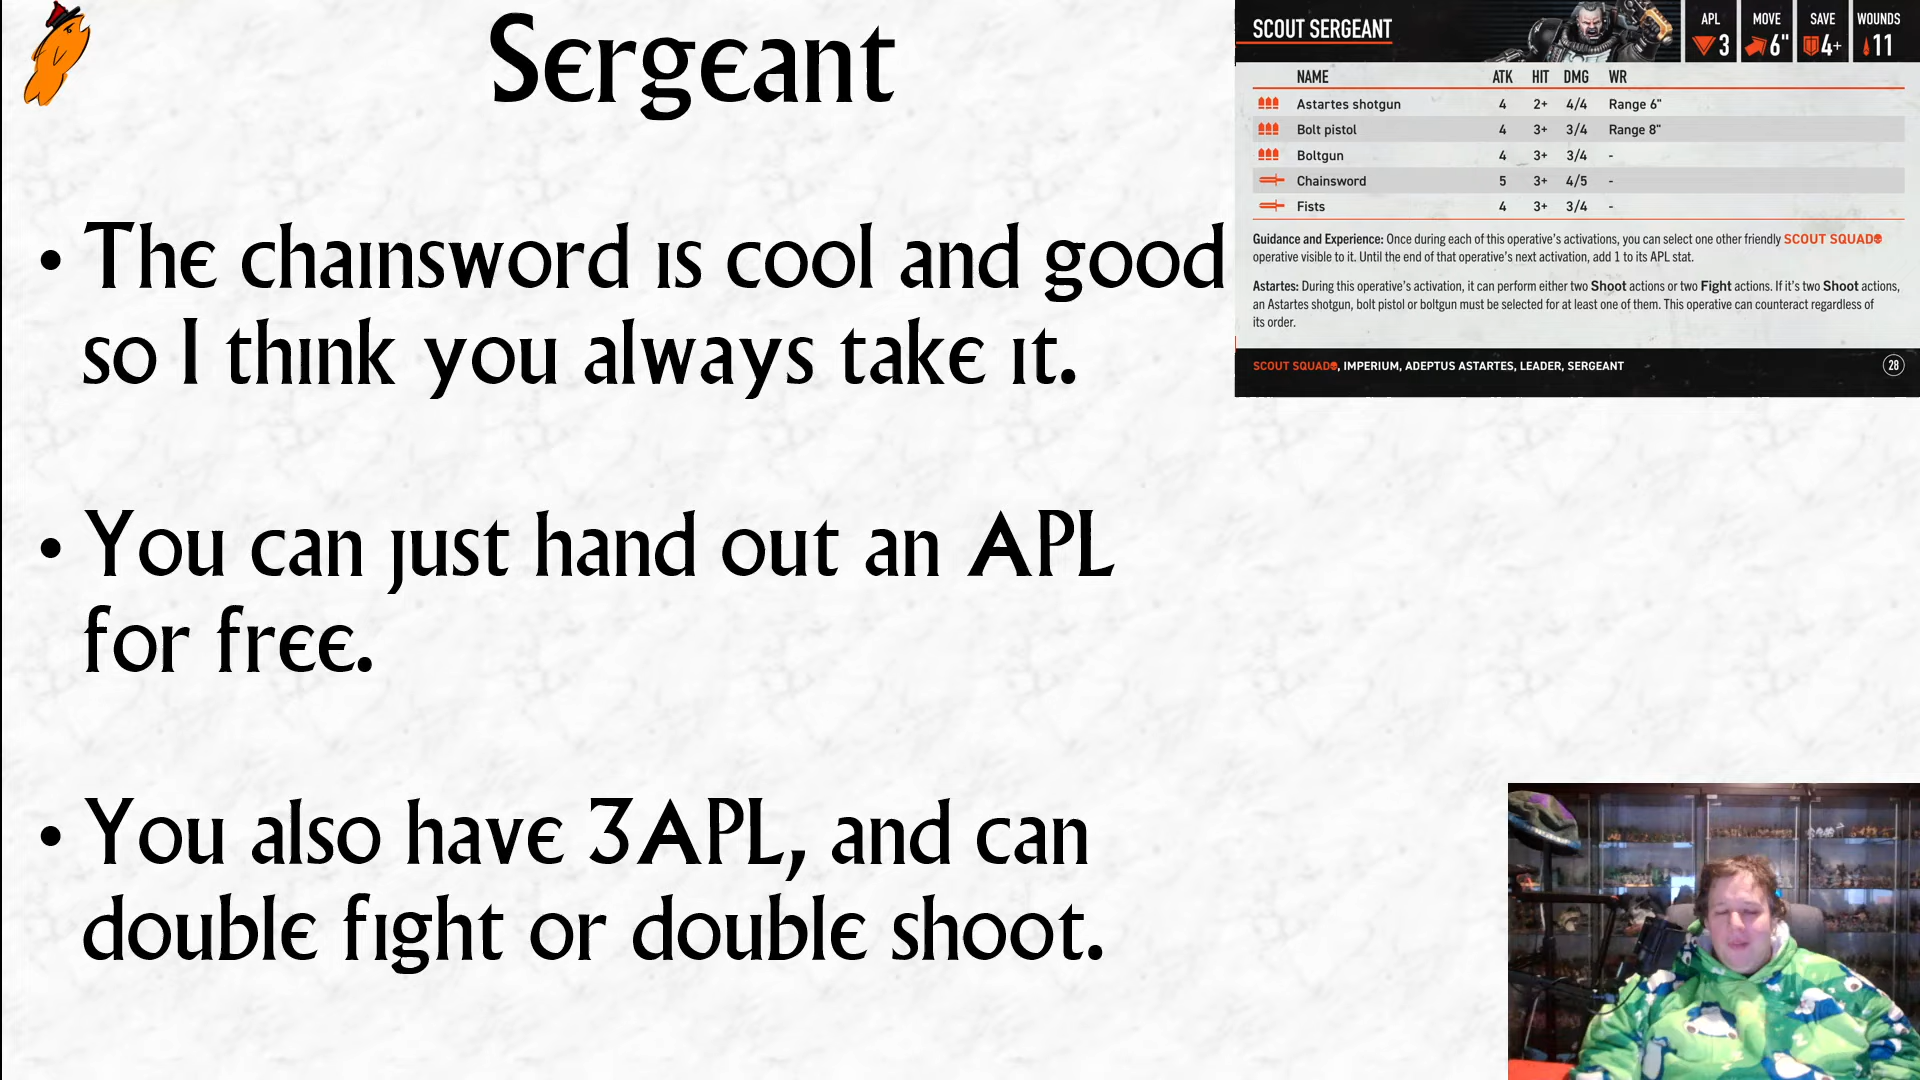 Sergeant
• The chainsword is cool and good
so I think you always take it.
• You can just hand out an APL
for free.
• You also have 3APL, and can
double fight or double shoot.
SCOUT SERGEANT
APL MOVE SAVE WOUNDS
3 6" 4+ 11
NAME ATK HIT DMG WR
Astartes shotgun 4 2+ 4/4 Range 6"
Bolt pistol 4 3+ 3/4 Range 8"
Boltgun 4 3+ 3/4 -
Chainsword 5 3+ 4/5 -
Fists 4 3+ 3/4 -
Guidance and Experience: Once during each of this operative's activations, you can select one other friendly SCOUT SQUAD
operative visible to it. Until the end of that operative's next activation, add 1 to its APL stat.
Astartes: During this operative's activation, it can perform either two Shoot actions or two Fight actions. If it's two Shoot actions,
an Astartes shotgun, bolt pistol or boltgun must be selected for at least one of them. This operative can counteract regardless of
its order.
SCOUT SQUAD, IMPERIUM, ADEPTUS ASTARTES, LEADER, SERGEANT
28